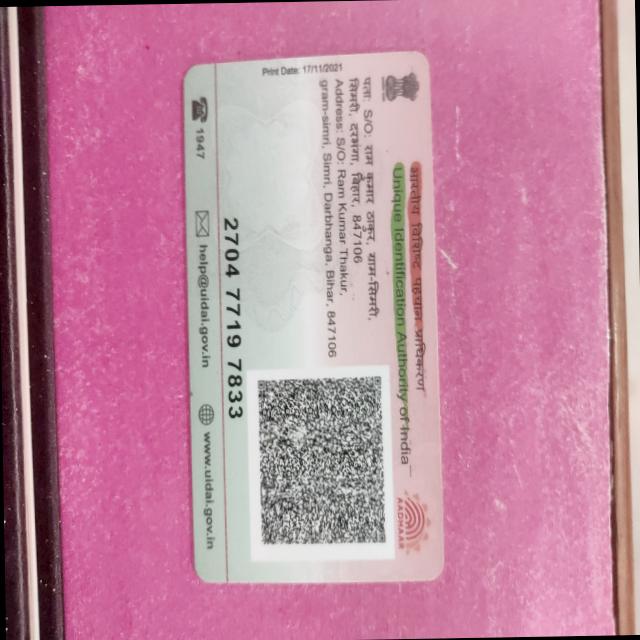 भारतीय विशिष्ट पहचान प्राधिकरण
Unique Identification Authority of India
AADHAAR
Print Date: 17/11/2021
पता: S/O: राम कुमार ठाकुर, ग्राम-सिमरी,
सिमरी, दरभंगा, बिहार, 847106
Address: S/O: Ram Kumar Thakur,
gram-simri, Simri, Darbhanga, Bihar, 847106
2704 7719 7833
1947
help@uidai.gov.in
www.uidai.gov.in